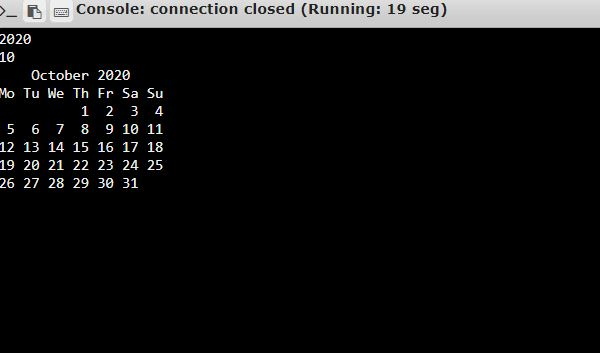 Console: connection closed (Running: 19 seg)
2020
10
    October 2020
Mo Tu We Th Fr Sa Su
          1  2  3  4
 5  6  7  8  9 10 11
12 13 14 15 16 17 18
19 20 21 22 23 24 25
26 27 28 29 30 31